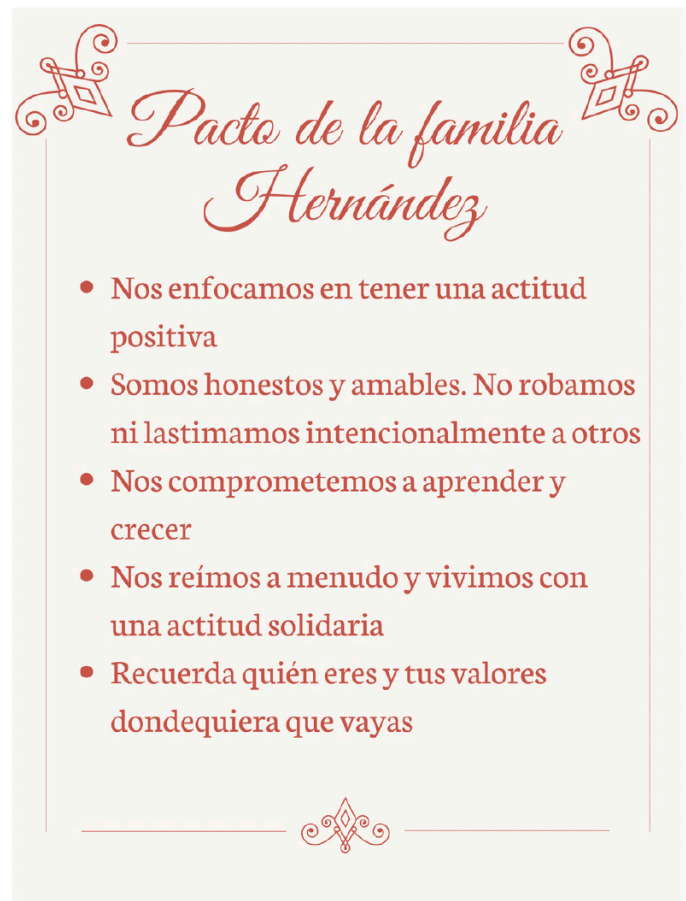 Pacto de la familia
Hernández
• Nos enfocamos en tener una actitud
positiva
• Somos honestos y amables. No robamos
ni lastimamos intencionalmente a otros
• Nos comprometemos a aprender y
crecer
• Nos reímos a menudo y vivimos con
una actitud solidaria
• Recuerda quién eres y tus valores
dondequiera que vayas